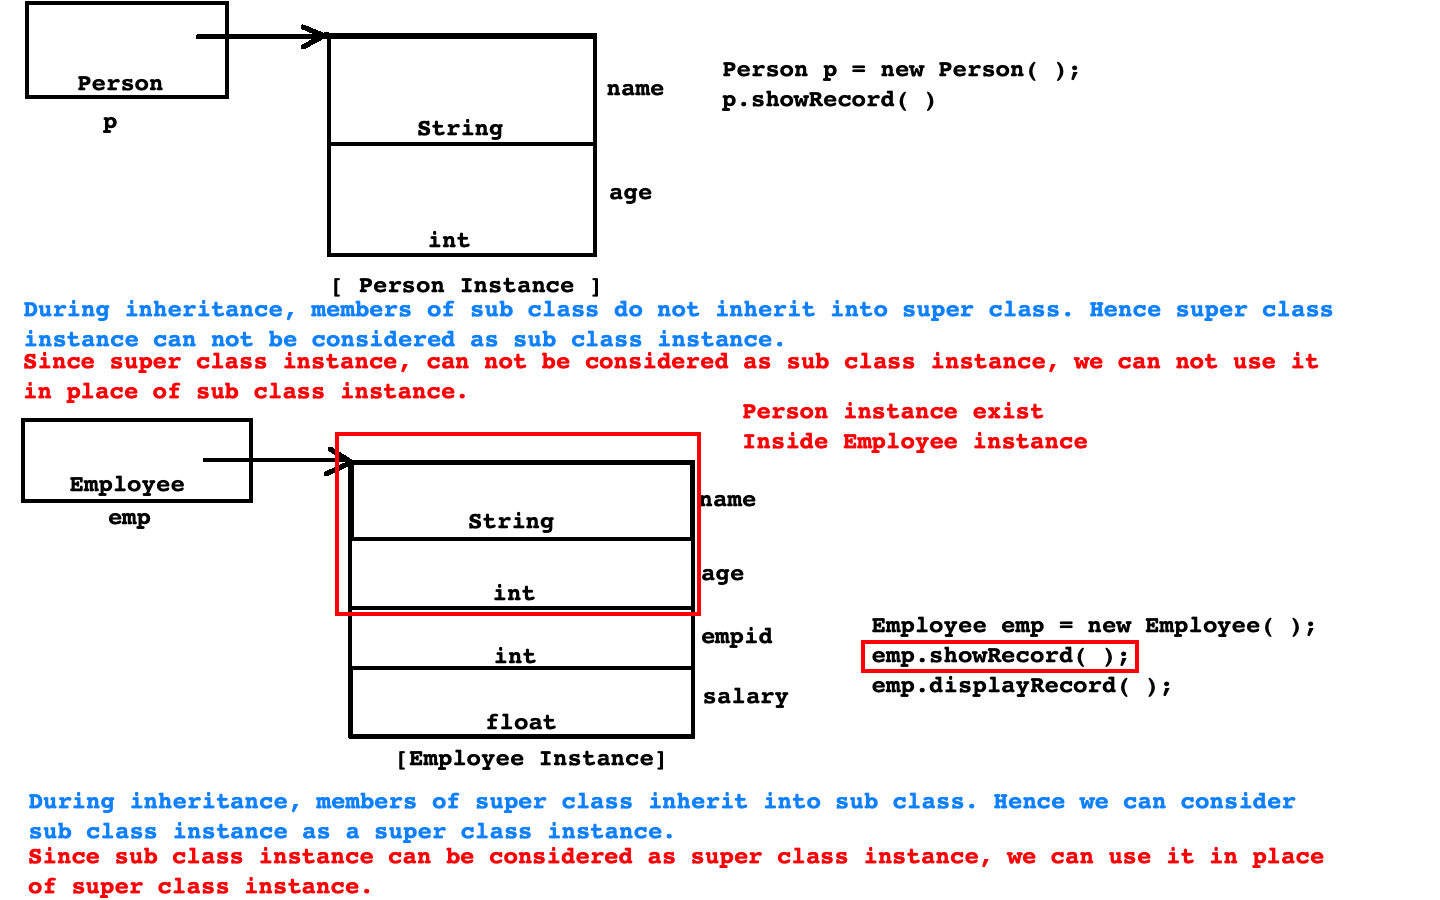 Person
p
String
name
int
age
[ Person Instance ]
Person p = new Person( );
p.showRecord( )
During inheritance, members of sub class do not inherit into super class. Hence super class
instance can not be considered as sub class instance.
Since super class instance, can not be considered as sub class instance, we can not use it
in place of sub class instance.
Person instance exist
Inside Employee instance
Employee
emp
String
name
int
age
int
empid
float
salary
[Employee Instance]
Employee emp = new Employee( );
emp.showRecord( );
emp.displayRecord( );
During inheritance, members of super class inherit into sub class. Hence we can consider
sub class instance as a super class instance.
Since sub class instance can be considered as super class instance, we can use it in place
of super class instance.